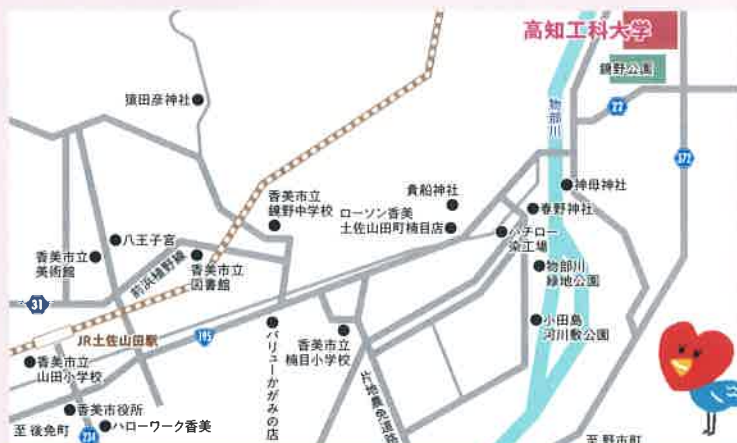 高知工科大学
鏡野公園
22
物部川
372
猿田彦神社
神母神社
貴船神社
春野神社
香美市立
鏡野中学校
ローソン香美
土佐山田町楠目店
ハチロー
染工場
八王子宮
香美市立
美術館
前浜植野線
香美市立
図書館
物部川
緑地公園
31
JR土佐山田駅
195
バリューかがみの店
香美市立
楠目小学校
小田島
河川敷公園
香美市立
山田小学校
香美市役所
至 後免町
234
ハローワーク香美
至 野市町